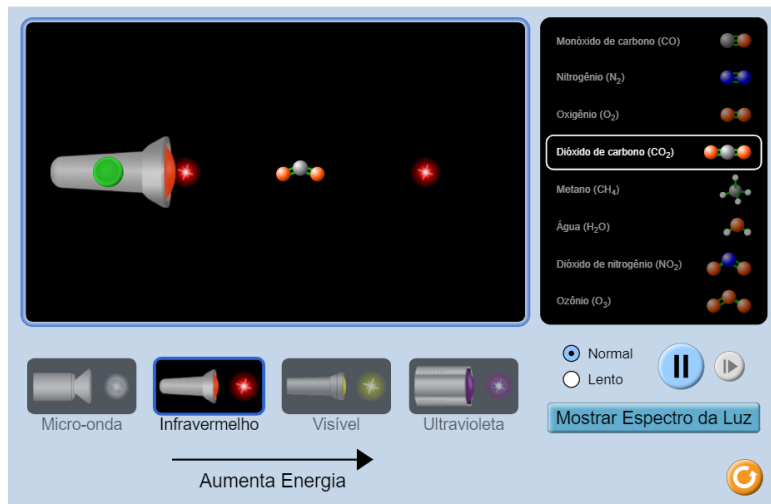 Monóxido de carbono (CO)
Nitrogênio (N₂)
Oxigênio (O₂)
Dióxido de carbono (CO₂)
Metano (CH₄)
Água (H₂O)
Dióxido de nitrogênio (NO₂)
Ozônio (O₃)
Normal
Lento
Mostrar Espectro da Luz
Micro-onda
Infravermelho
Visível
Ultravioleta
Aumenta Energia